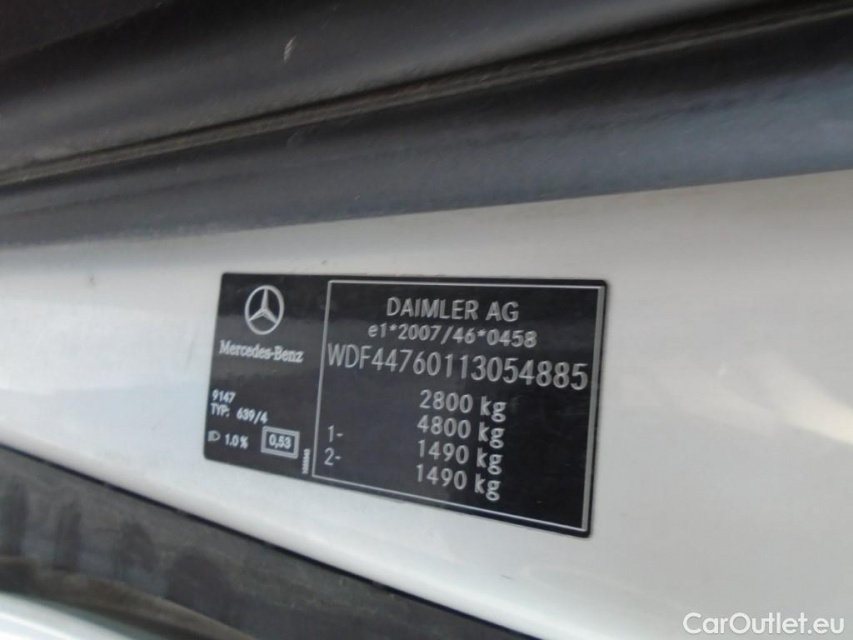 DAIMLER AG
e1*2007/46*0458
WDF44760113054885
2800 kg
4800 kg
1- 1490 kg
2- 1490 kg
Mercedes-Benz
9147
TYP: 639/4
1.0% 0,53
CarOutlet.eu